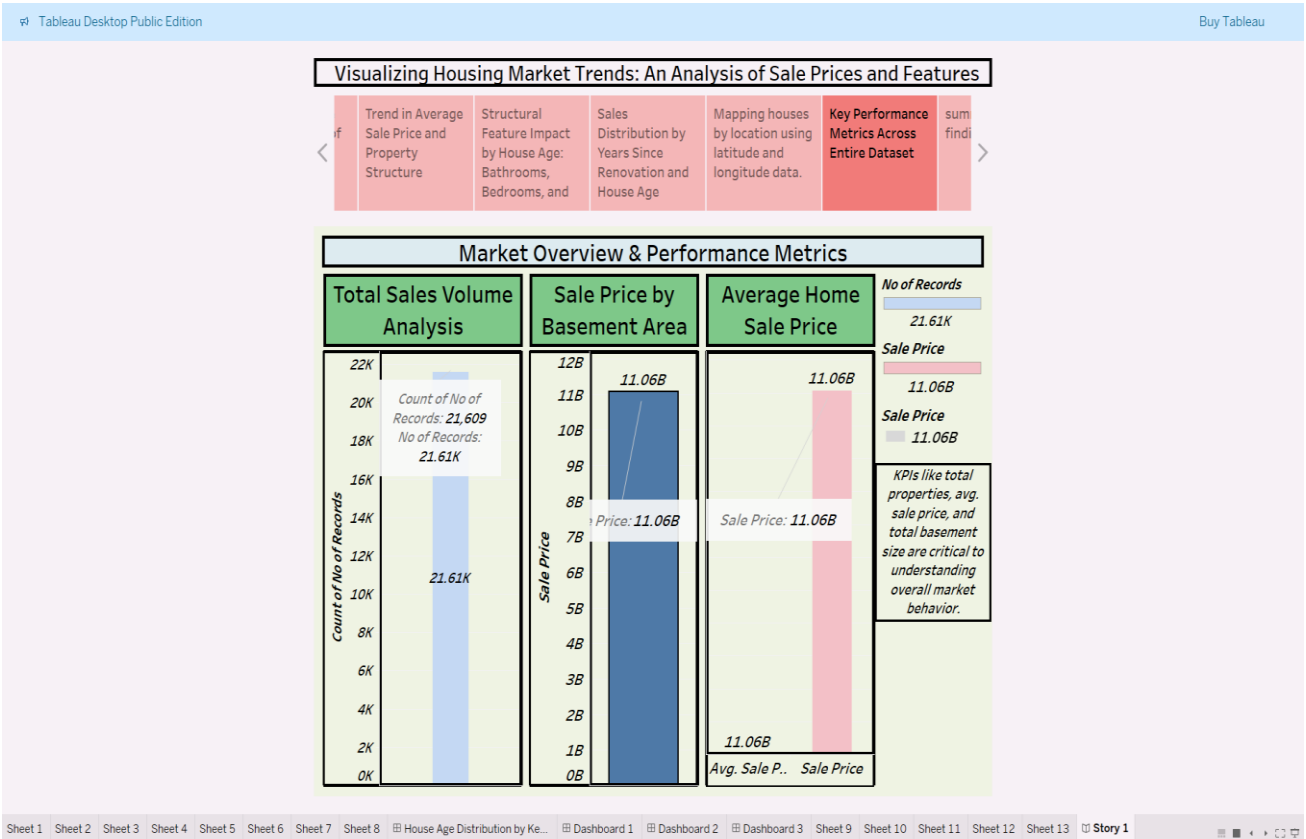 Tableau Desktop Public Edition
Buy Tableau
Visualizing Housing Market Trends: An Analysis of Sale Prices and Features
of
Trend in Average
Sale Price and
Property
Structure
Structural
Feature Impact
by House Age:
Bathrooms,
Bedrooms, and
Sales
Distribution by
Years Since
Renovation and
House Age
Mapping houses
by location using
latitude and
longitude data.
Key Performance
Metrics Across
Entire Dataset
sum
findi
Market Overview & Performance Metrics
Total Sales Volume
Analysis
Count of No of Records
22K
20K
18K
16K
14K
12K
10K
8K
6K
4K
2K
0K
Count of No of
Records: 21,609
No of Records:
21.61K
21.61K
Sale Price by
Basement Area
Sale Price
12B
11B
10B
9B
8B
7B
6B
5B
4B
3B
2B
1B
0B
11.06B
Price: 11.06B
Average Home
Sale Price
11.06B
Sale Price: 11.06B
11.06B
Avg. Sale P.. Sale Price
No of Records
21.61K
Sale Price
11.06B
Sale Price
11.06B
KPIs like total
properties, avg.
sale price, and
total basement
size are critical to
understanding
overall market
behavior.
Sheet 1 Sheet 2 Sheet 3 Sheet 4 Sheet 5 Sheet 6 Sheet 7 Sheet 8 House Age Distribution by Ke... Dashboard 1 Dashboard 2 Dashboard 3 Sheet 9 Sheet 10 Sheet 11 Sheet 12 Sheet 13 Story 1